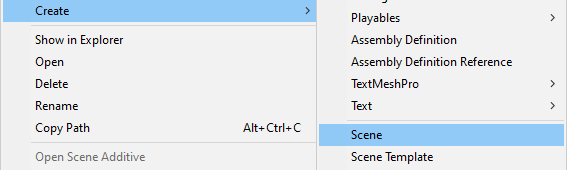 Create
Show in Explorer
Open
Delete
Rename
Copy Path Alt+Ctrl+C
Open Scene Additive
Playables
Assembly Definition
Assembly Definition Reference
TextMeshPro
Text
Scene
Scene Template